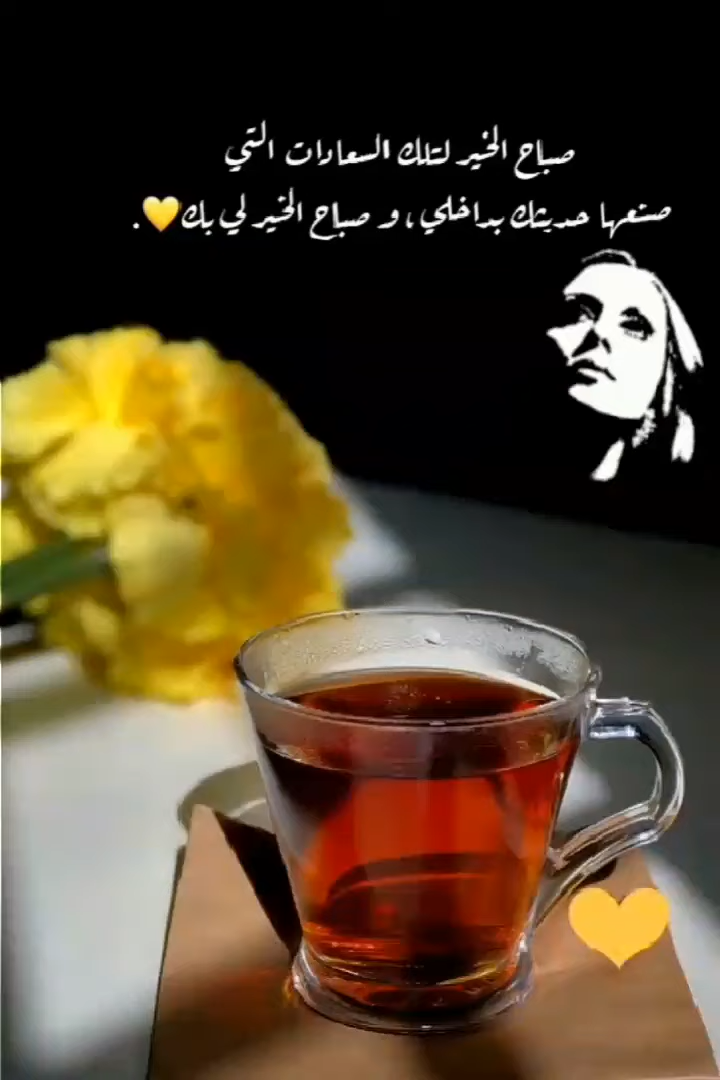 صباح الخير لتلك السعادات التي
صنعها حديثك بداخلي ، و صباح الخير لي بك💛.